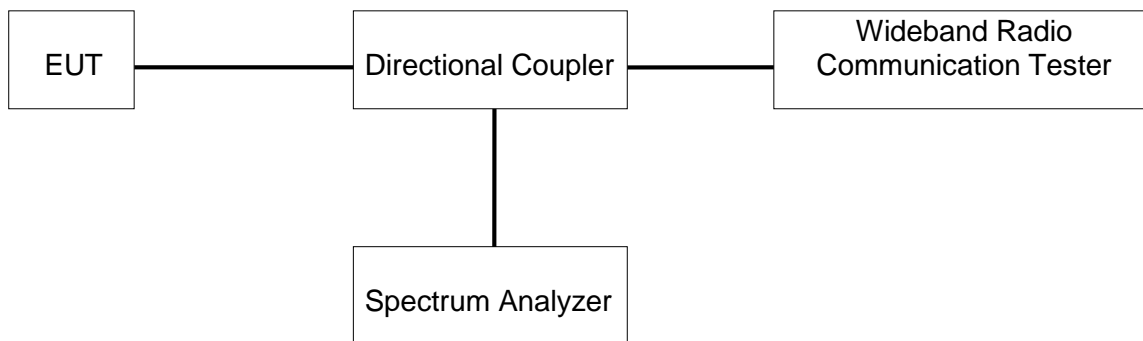 EUT
Directional Coupler
Wideband Radio
Communication Tester
Spectrum Analyzer